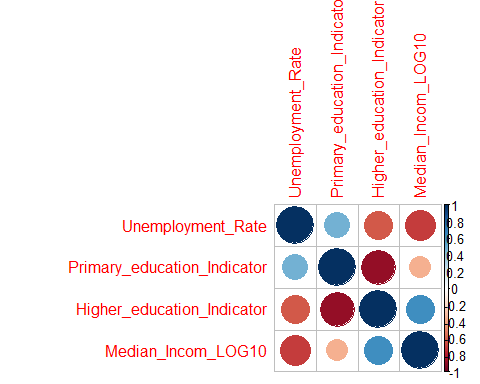 Unemployment_Rate
Primary_education_Indicator
Higher_education_Indicator
Median_Incom_LOG10
Unemployment_Rate
Primary_education_Indicator
Higher_education_Indicator
Median_Incom_LOG10
1
0.8
0.6
0.4
0.2
0
-0.2
-0.4
-0.6
-0.8
-1